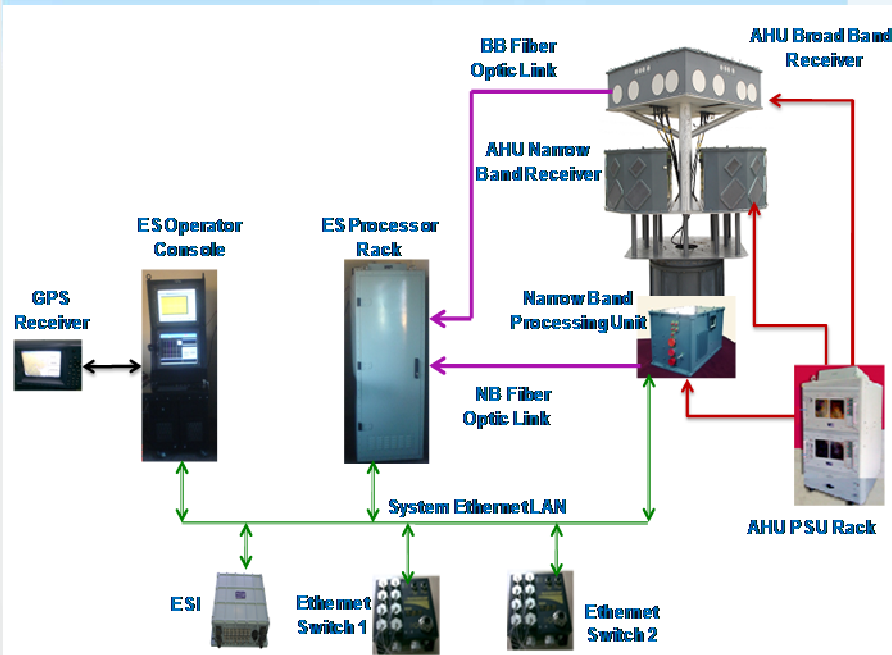 BB Fiber
Optic Link
AHU Broad Band
Receiver
AHU Narrow
Band Receiver
ES Operator
Console
ES Processor
Rack
GPS
Receiver
Narrow Band
Processing Unit
NB Fiber
Optic Link
System Ethernet LAN
AHU PSU Rack
ESI
Ethernet
Switch 1
Ethernet
Switch 2